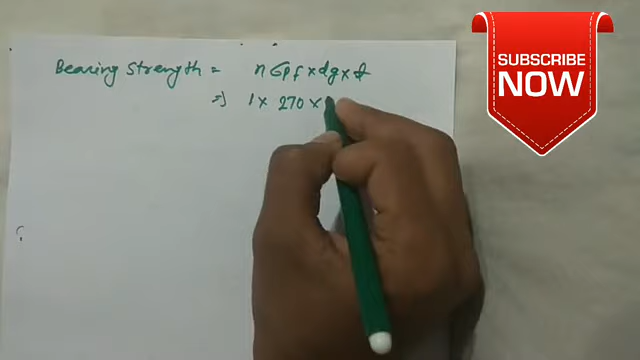 Bearing strength = n σpf × dg × t
⇒ 1 × 270 ×
SUBSCRIBE
NOW